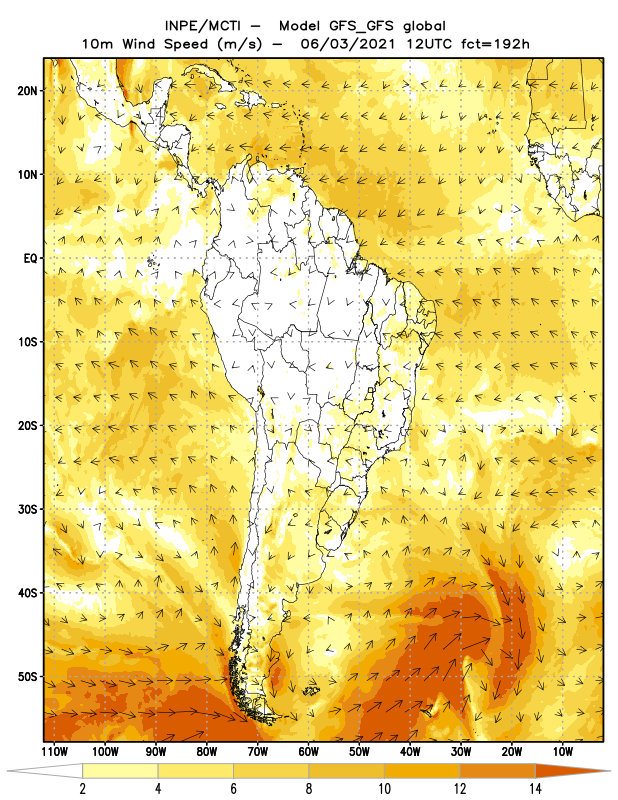 INPE/MCTI – Model GFS_GFS global
10m Wind Speed (m/s) – 06/03/2021 12UTC fct=192h
20N
10N
EQ
10S
20S
30S
40S
50S
110W 100W 90W 80W 70W 60W 50W 40W 30W 20W 10W
2 4 6 8 10 12 14